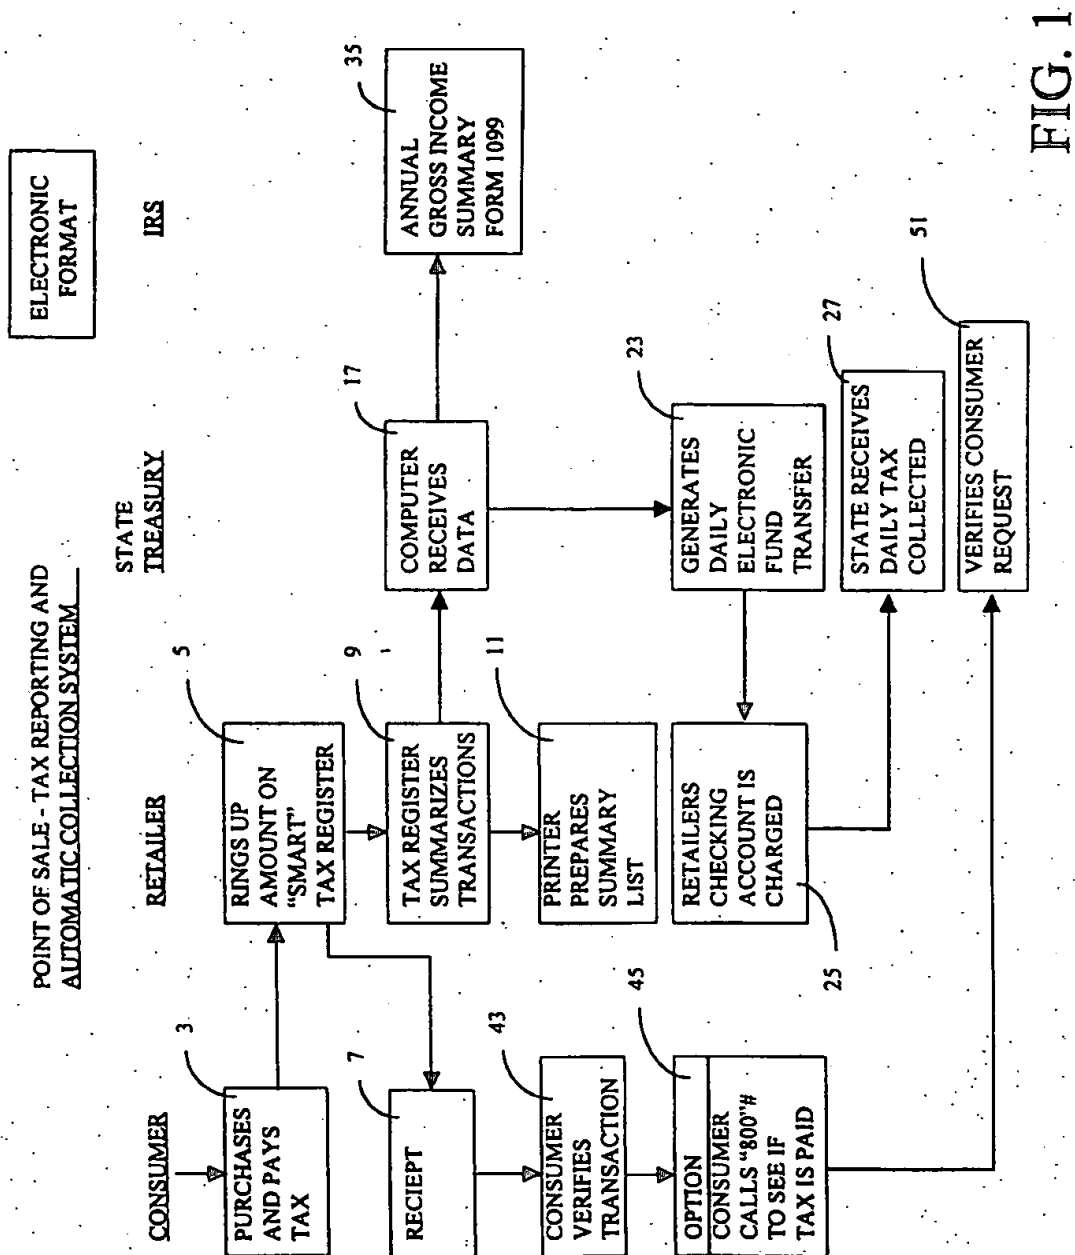 ELECTRONIC
FORMAT
POINT OF SALE - TAX REPORTING AND
AUTOMATIC COLLECTION SYSTEM
CONSUMER
RETAILER
STATE
TREASURY
IRS
3
PURCHASES
AND PAYS
TAX
5
RINGS UP
AMOUNT ON
"SMART"
TAX REGISTER
7
RECIEPT
9
TAX REGISTER
SUMMARIZES
TRANSACTIONS
17
COMPUTER
RECEIVES
DATA
35
ANNUAL
GROSS INCOME
SUMMARY
FORM 1099
43
CONSUMER
VERIFIES
TRANSACTION
11
PRINTER
PREPARES
SUMMARY
LIST
45
OPTION
CONSUMER
CALLS "800"#
TO SEE IF
TAX IS PAID
RETAILERS
CHECKING
ACCOUNT IS
CHARGED
25
23
GENERATES
DAILY
ELECTRONIC
FUND
TRANSFER
27
STATE RECEIVES
DAILY TAX
COLLECTED
51
VERIFIES CONSUMER
REQUEST
FIG. 1